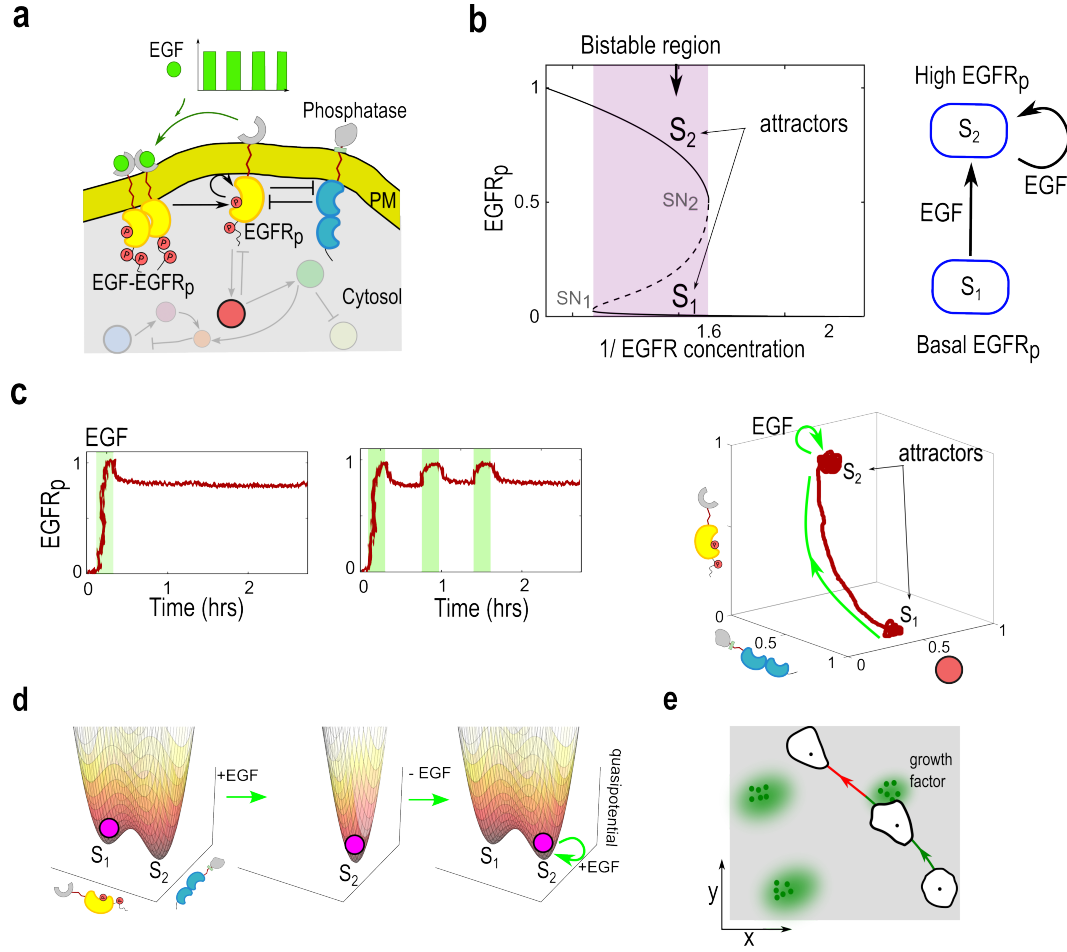 a
EGF
Phosphatase
PM
P
P
P
P
P
P
P
EGFRp
EGF-EGFRp
Cytosol
b
Bistable region
1
0.5
0
EGFRp
S2
attractors
SN2
SN1
S1
1.6
2
1/ EGFR concentration
High EGFRp
S2
EGF
EGF
S1
Basal EGFRp
c
EGF
1
0
EGFRp
0
1
2
Time (hrs)
1
0
0
1
2
Time (hrs)
EGF
1
S2
attractors
S1
0
0.5
1
0
0.5
1
P
P
d
+EGF
- EGF
quasipotential
S1
S2
S2
S1
S2
+EGF
e
growth
factor
y
x